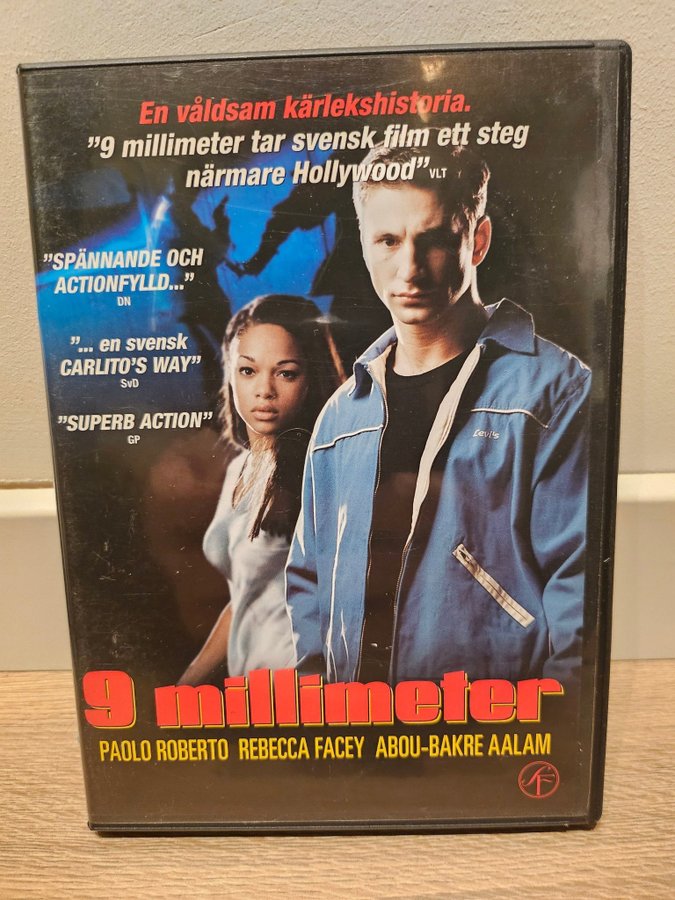 En våldsam kärlekshistoria.
"9 millimeter tar svensk film ett steg
närmare Hollywood" VLT
"SPÄNNANDE OCH
ACTIONFYLLD..."
DN
"... en svensk
CARLITO'S WAY"
SvD
"SUPERB ACTION"
GP
Levi's
9 millimeter
PAOLO ROBERTO REBECCA FACEY ABOU-BAKRE AALAM
SF